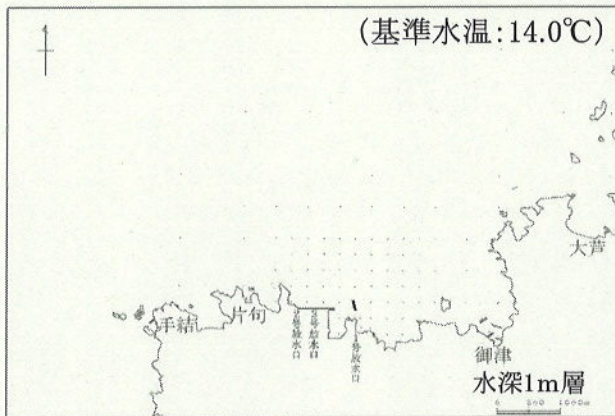 (基準水温:14.0℃)
大芦
手結
片句
御津
水深1m層